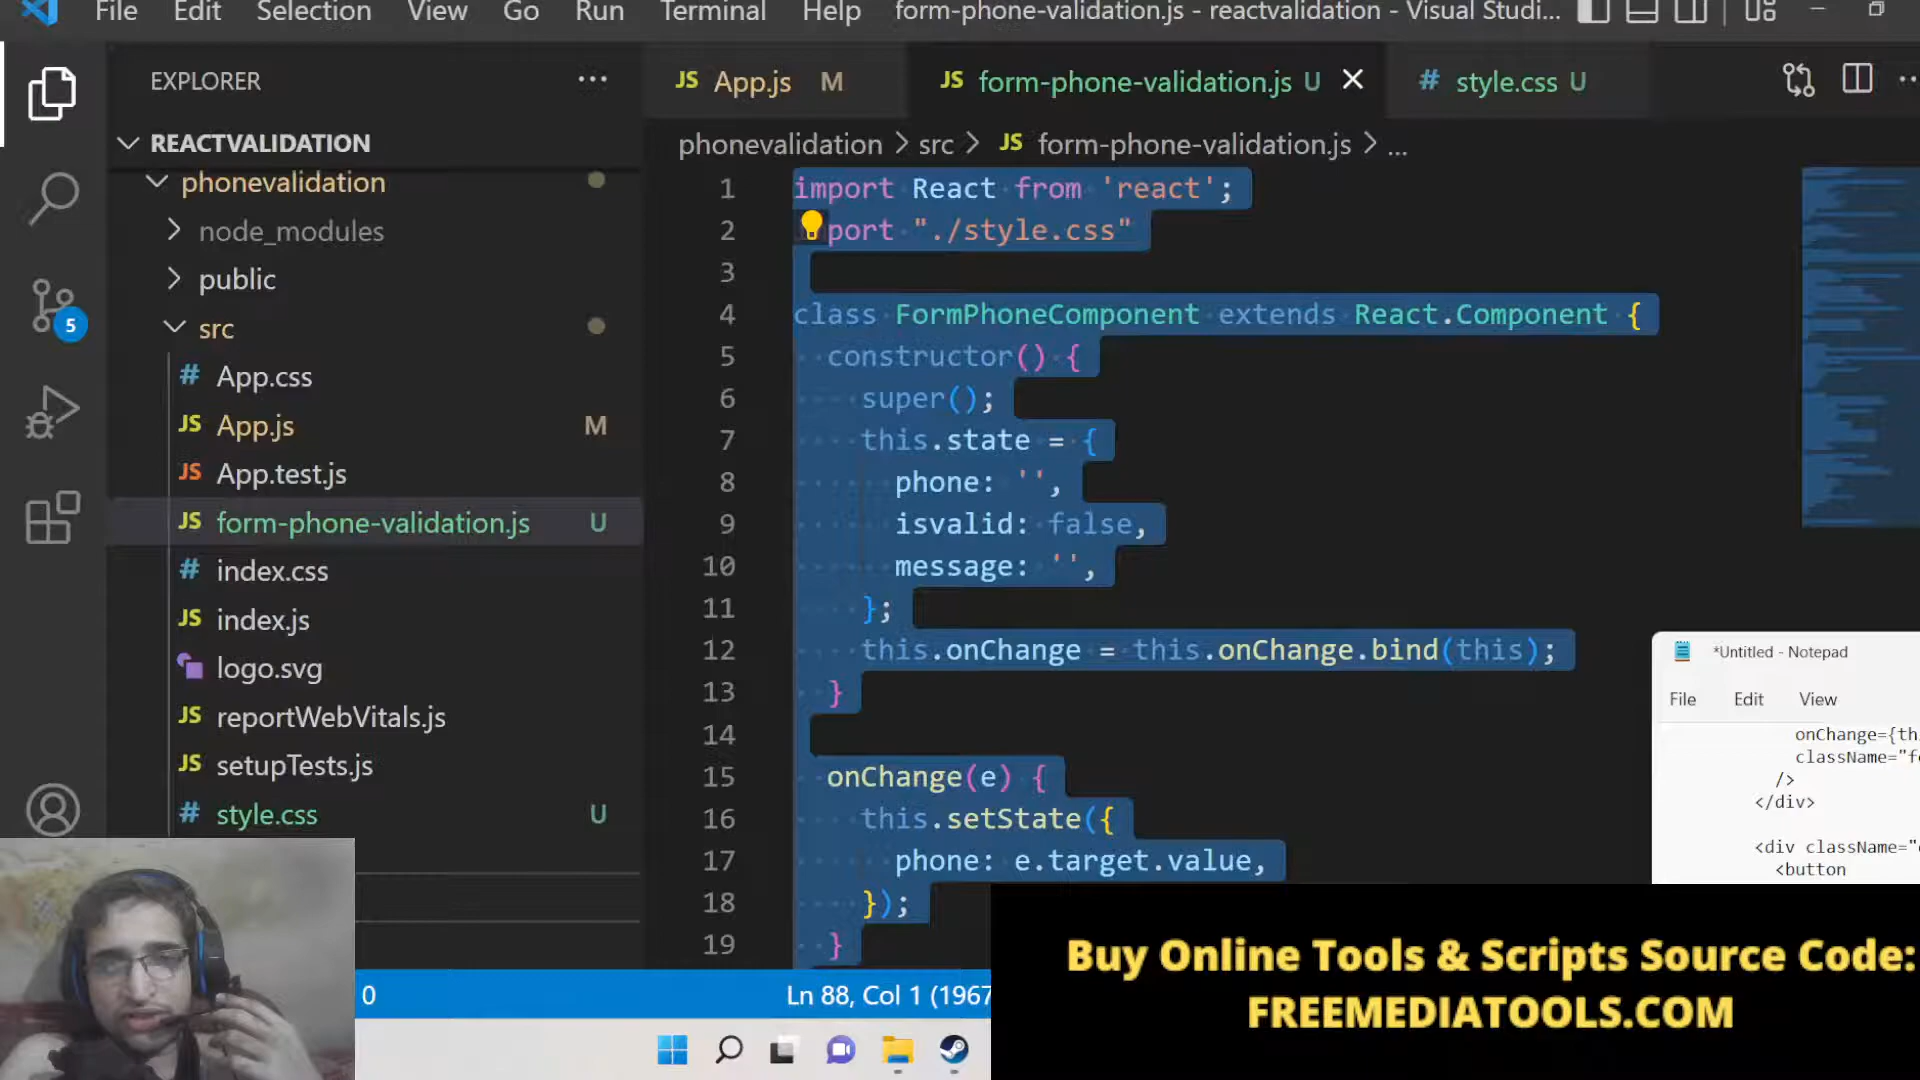 File Edit Selection View Go Run Terminal Help form-phone-validation.js - reactvalidation - Visual Studi...
EXPLORER
REACTVALIDATION
phonevalidation
node_modules
public
src
App.css
App.js M
App.test.js
form-phone-validation.js U
index.css
index.js
logo.svg
reportWebVitals.js
setupTests.js
style.css U
5
JS App.js M JS form-phone-validation.js U # style.css U
phonevalidation > src > JS form-phone-validation.js > ...
1 import React from 'react';
2 port "./style.css"
3
4 class FormPhoneComponent extends React.Component {
5 constructor() {
6 super();
7 this.state = {
8 phone: '',
9 isvalid: false,
10 message: '',
11 };
12 this.onChange = this.onChange.bind(this);
13 }
14
15 onChange(e) {
16 this.setState({
17 phone: e.target.value,
18 });
19 }
*Untitled - Notepad
File Edit View
onChange={thi
className="fo
/>
</div>
<div className="
<button
0 Ln 88, Col 1 (1967
Buy Online Tools & Scripts Source Code:
FREEMEDIATOOLS.COM